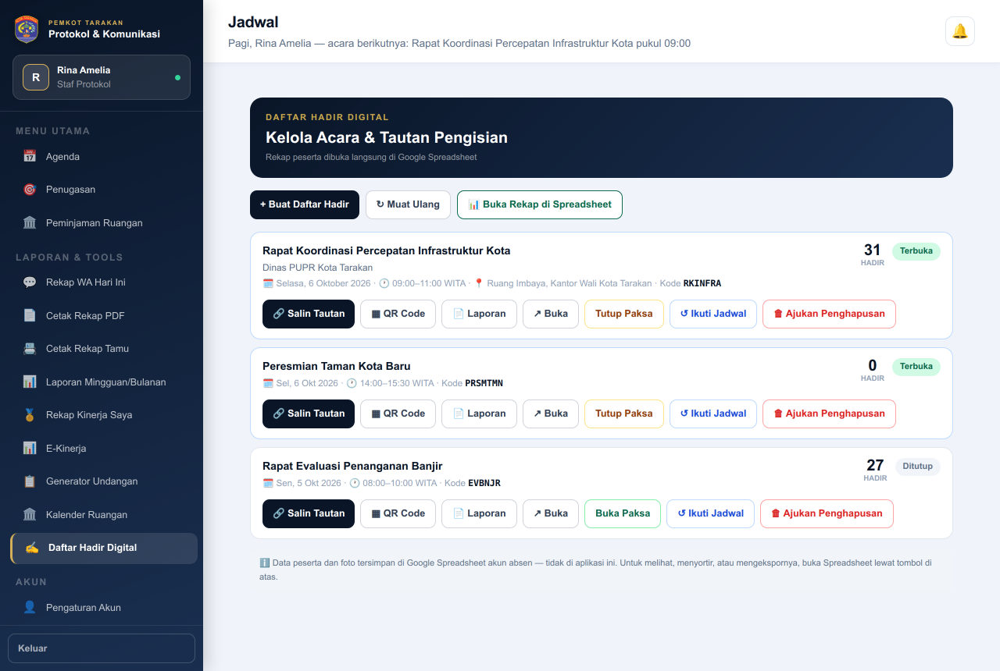 PEMKOT TARAKAN
Protokol & Komunikasi
R
Rina Amelia
Staf Protokol
MENU UTAMA
Agenda
Penugasan
Peminjaman Ruangan
LAPORAN & TOOLS
Rekap WA Hari Ini
Cetak Rekap PDF
Cetak Rekap Tamu
Laporan Mingguan/Bulanan
Rekap Kinerja Saya
E-Kinerja
Generator Undangan
Kalender Ruangan
Daftar Hadir Digital
AKUN
Pengaturan Akun
Keluar
Jadwal
Pagi, Rina Amelia — acara berikutnya: Rapat Koordinasi Percepatan Infrastruktur Kota pukul 09:00
DAFTAR HADIR DIGITAL
Kelola Acara & Tautan Pengisian
Rekap peserta dibuka langsung di Google Spreadsheet
+ Buat Daftar Hadir
↻ Muat Ulang
📊 Buka Rekap di Spreadsheet
Rapat Koordinasi Percepatan Infrastruktur Kota
31
HADIR
Terbuka
Dinas PUPR Kota Tarakan
🗓️ Selasa, 6 Oktober 2026 · 🕐 09:00–11:00 WITA · 📍 Ruang Imbaya, Kantor Wali Kota Tarakan · Kode RKINFRA
🔗 Salin Tautan
▦ QR Code
📄 Laporan
↗ Buka
Tutup Paksa
↺ Ikuti Jadwal
🗑 Ajukan Penghapusan
Peresmian Taman Kota Baru
0
HADIR
Terbuka
🗓️ Sel, 6 Okt 2026 · 🕐 14:00–15:30 WITA · Kode PRSMTMN
🔗 Salin Tautan
▦ QR Code
📄 Laporan
↗ Buka
Tutup Paksa
↺ Ikuti Jadwal
🗑 Ajukan Penghapusan
Rapat Evaluasi Penanganan Banjir
27
HADIR
Ditutup
🗓️ Sen, 5 Okt 2026 · 🕐 08:00–10:00 WITA · Kode EVBNJR
🔗 Salin Tautan
▦ QR Code
📄 Laporan
↗ Buka
Buka Paksa
↺ Ikuti Jadwal
🗑 Ajukan Penghapusan
ℹ️ Data peserta dan foto tersimpan di Google Spreadsheet akun absen — tidak di aplikasi ini. Untuk melihat, menyortir, atau mengekspornya, buka Spreadsheet lewat tombol di
atas.